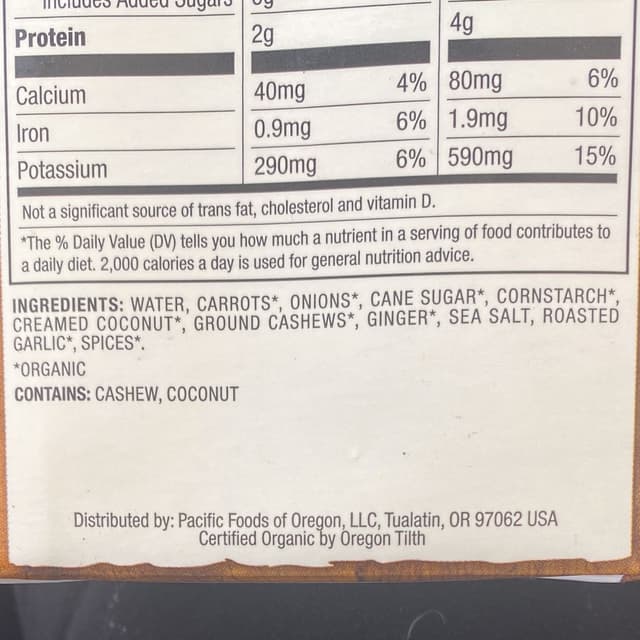 Includes Added Sugars
Protein 2g 4g
Calcium 40mg 4% 80mg 6%
Iron 0.9mg 6% 1.9mg 10%
Potassium 290mg 6% 590mg 15%
Not a significant source of trans fat, cholesterol and vitamin D.
*The % Daily Value (DV) tells you how much a nutrient in a serving of food contributes to
a daily diet. 2,000 calories a day is used for general nutrition advice.
INGREDIENTS: WATER, CARROTS*, ONIONS*, CANE SUGAR*, CORNSTARCH*,
CREAMED COCONUT*, GROUND CASHEWS*, GINGER*, SEA SALT, ROASTED
GARLIC*, SPICES*.
*ORGANIC
CONTAINS: CASHEW, COCONUT
Distributed by: Pacific Foods of Oregon, LLC, Tualatin, OR 97062 USA
Certified Organic by Oregon Tilth